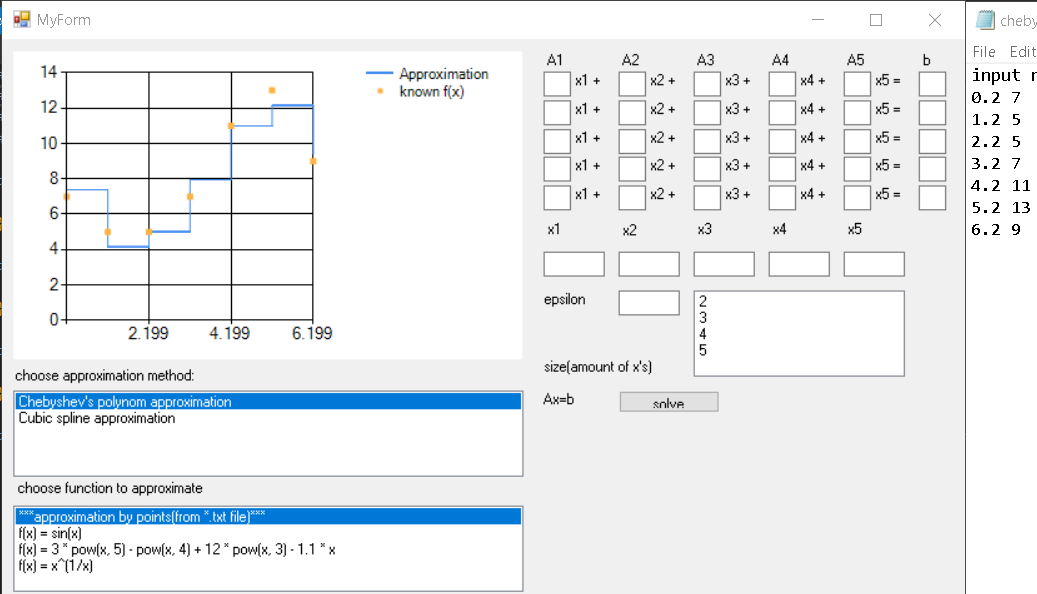 MyForm
14
12
10
8
6
4
2
0
2.199 4.199 6.199
Approximation
known f(x)
choose approximation method:
Chebyshev's polynom approximation
Cubic spline approximation
choose function to approximate
***approximation by points(from *.txt file)***
f(x) = sin(x)
f(x) = 3 * pow(x, 5) - pow(x, 4) + 12 * pow(x, 3) - 1.1 * x
f(x) = x^(1/x)
A1 A2 A3 A4 A5 b
x1 + x2 + x3 + x4 + x5 =
x1 + x2 + x3 + x4 + x5 =
x1 + x2 + x3 + x4 + x5 =
x1 + x2 + x3 + x4 + x5 =
x1 + x2 + x3 + x4 + x5 =
x1 x2 x3 x4 x5
epsilon
2
3
4
5
size(amount of x's)
Ax=b solve
cheby
File Edit
input
0.2 7
1.2 5
2.2 5
3.2 7
4.2 11
5.2 13
6.2 9